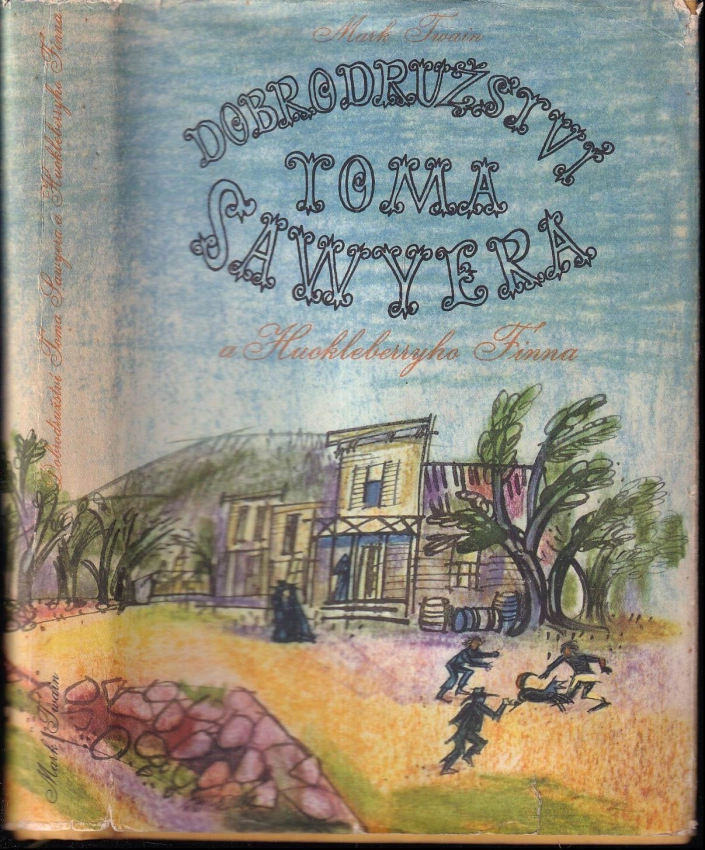 Mark Twain
DOBRODRUŽSTVÍ
TOMA
SAWYERA
a Huckleberryho Finna
Dobrodružství Toma Sawyera a Huckleberryho Finna
Mark Twain